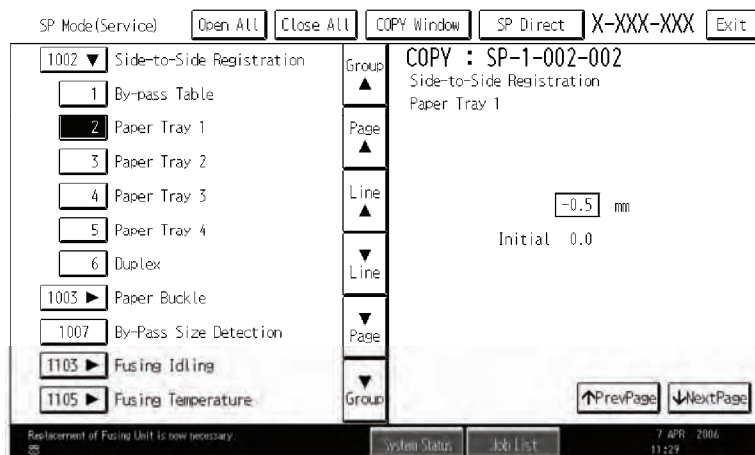 SP Mode(Service) Open All Close All COPY Window SP Direct X-XXX-XXX Exit
1002 ▼ Side-to-Side Registration
1 By-pass Table
2 Paper Tray 1
3 Paper Tray 2
4 Paper Tray 3
5 Paper Tray 4
6 Duplex
1003 ► Paper Buckle
1007 By-Pass Size Detection
1103 ► Fusing Idling
1105 ► Fusing Temperature
Group ▲
Page ▲
Line ▲
▼ Line
▼ Page
▼ Group
COPY : SP-1-002-002
Side-to-Side Registration
Paper Tray 1
-0.5 mm
Initial 0.0
↑PrevPage ↓NextPage
Replacement of Fusing Unit is now necessary.
System Status Job List
7 APR 2006
11:29